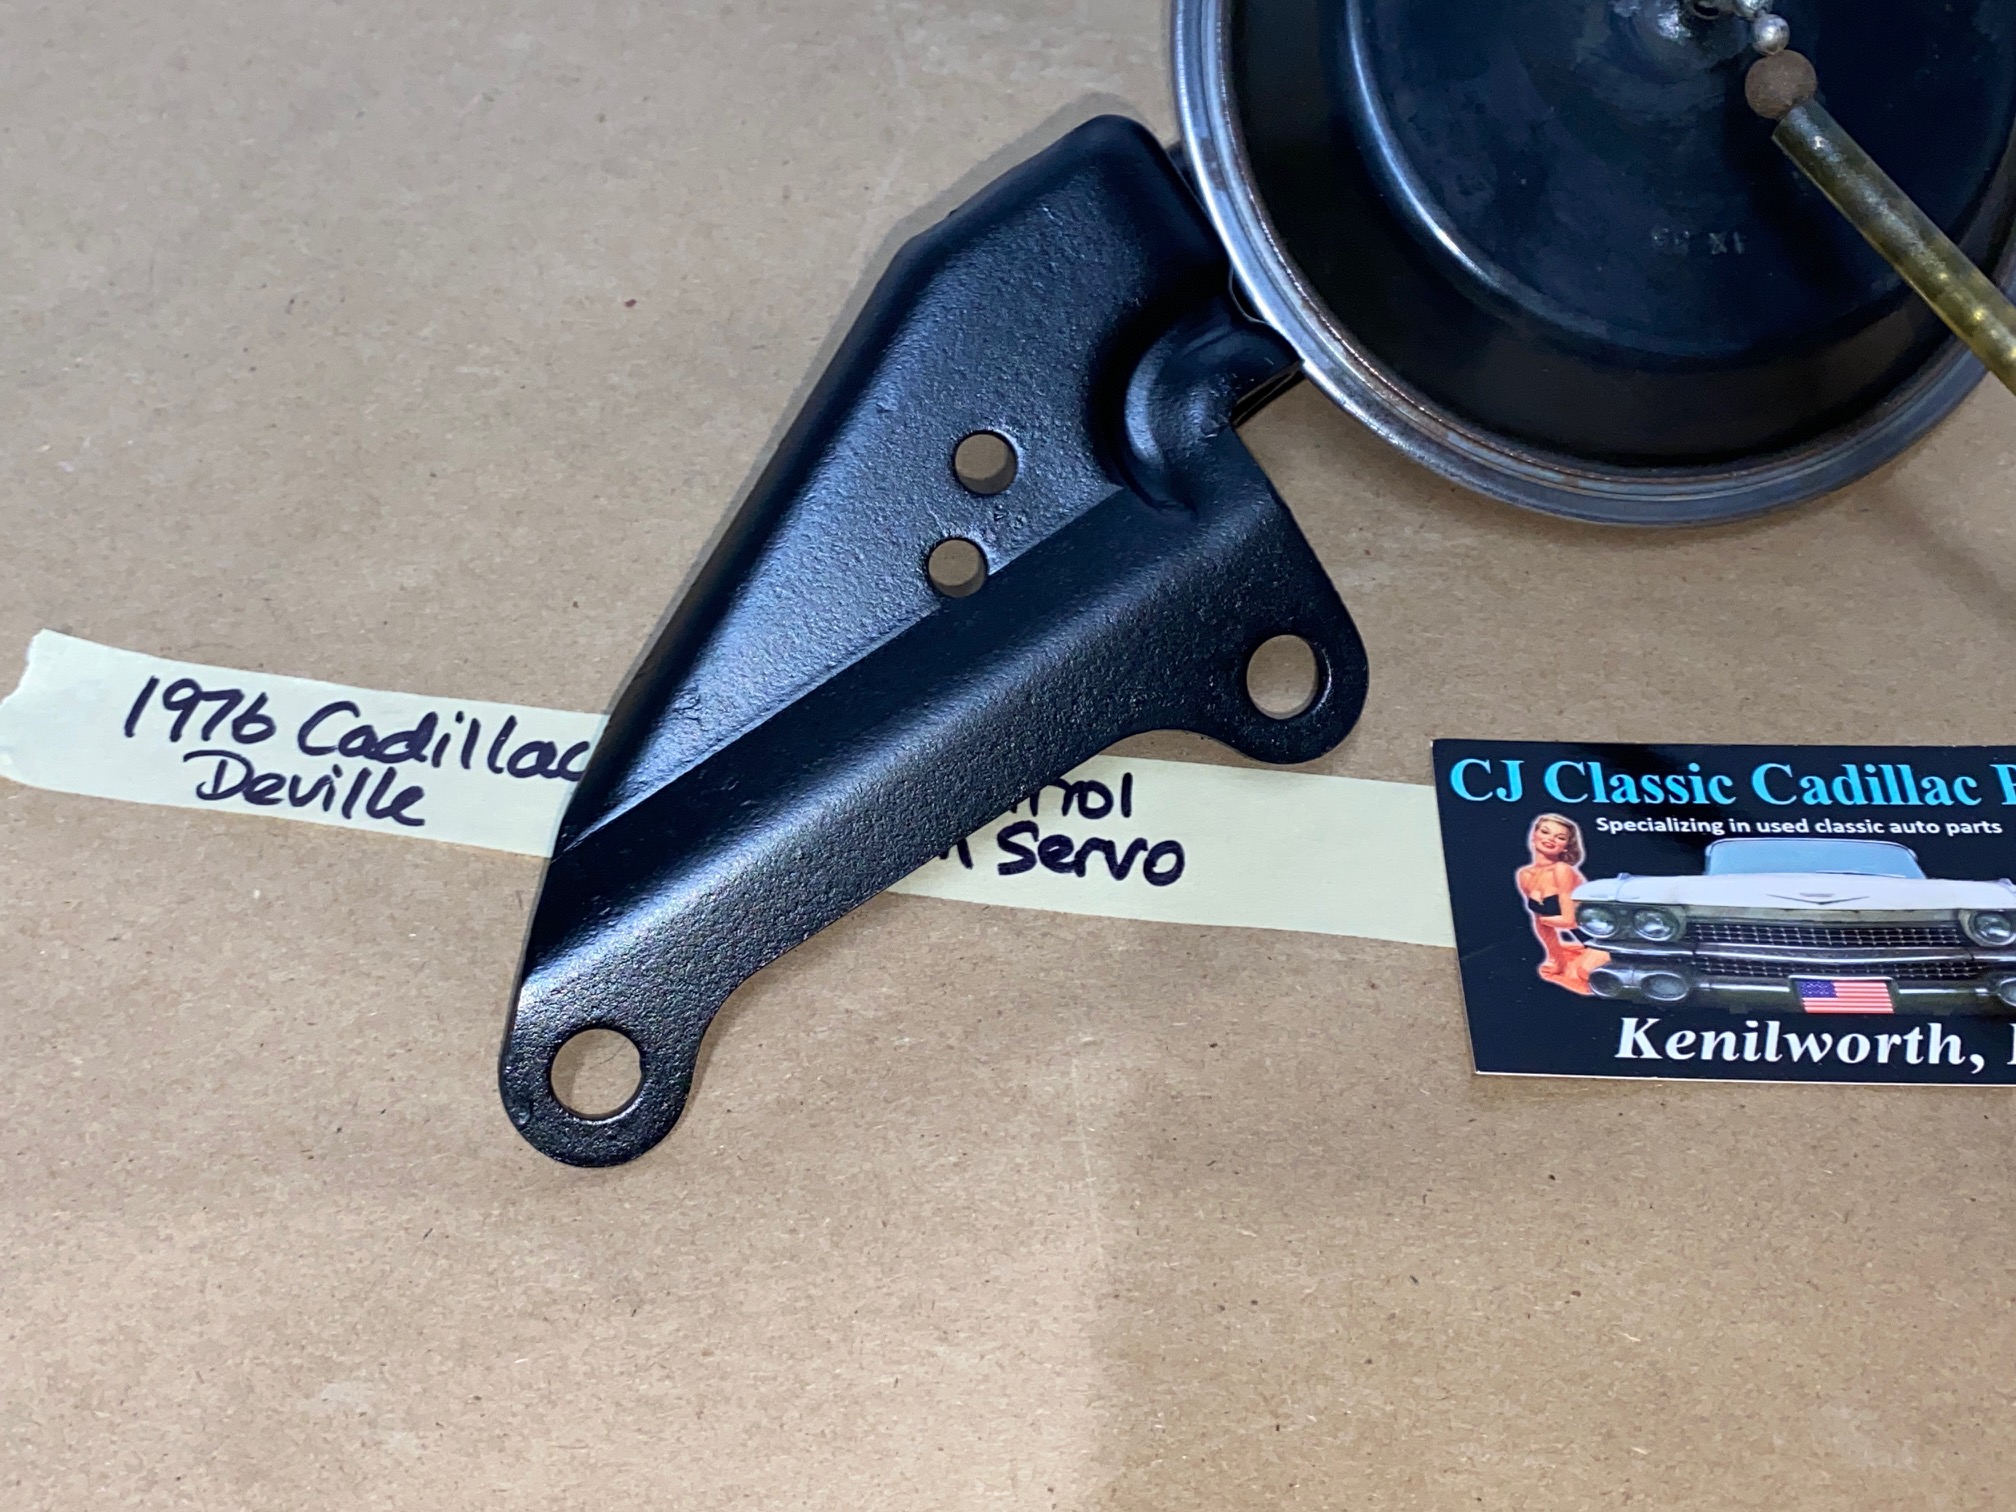 1976 Cadillac
Deville
Servo
CJ Classic Cadillac
Specializing in used classic auto parts
Kenilworth,